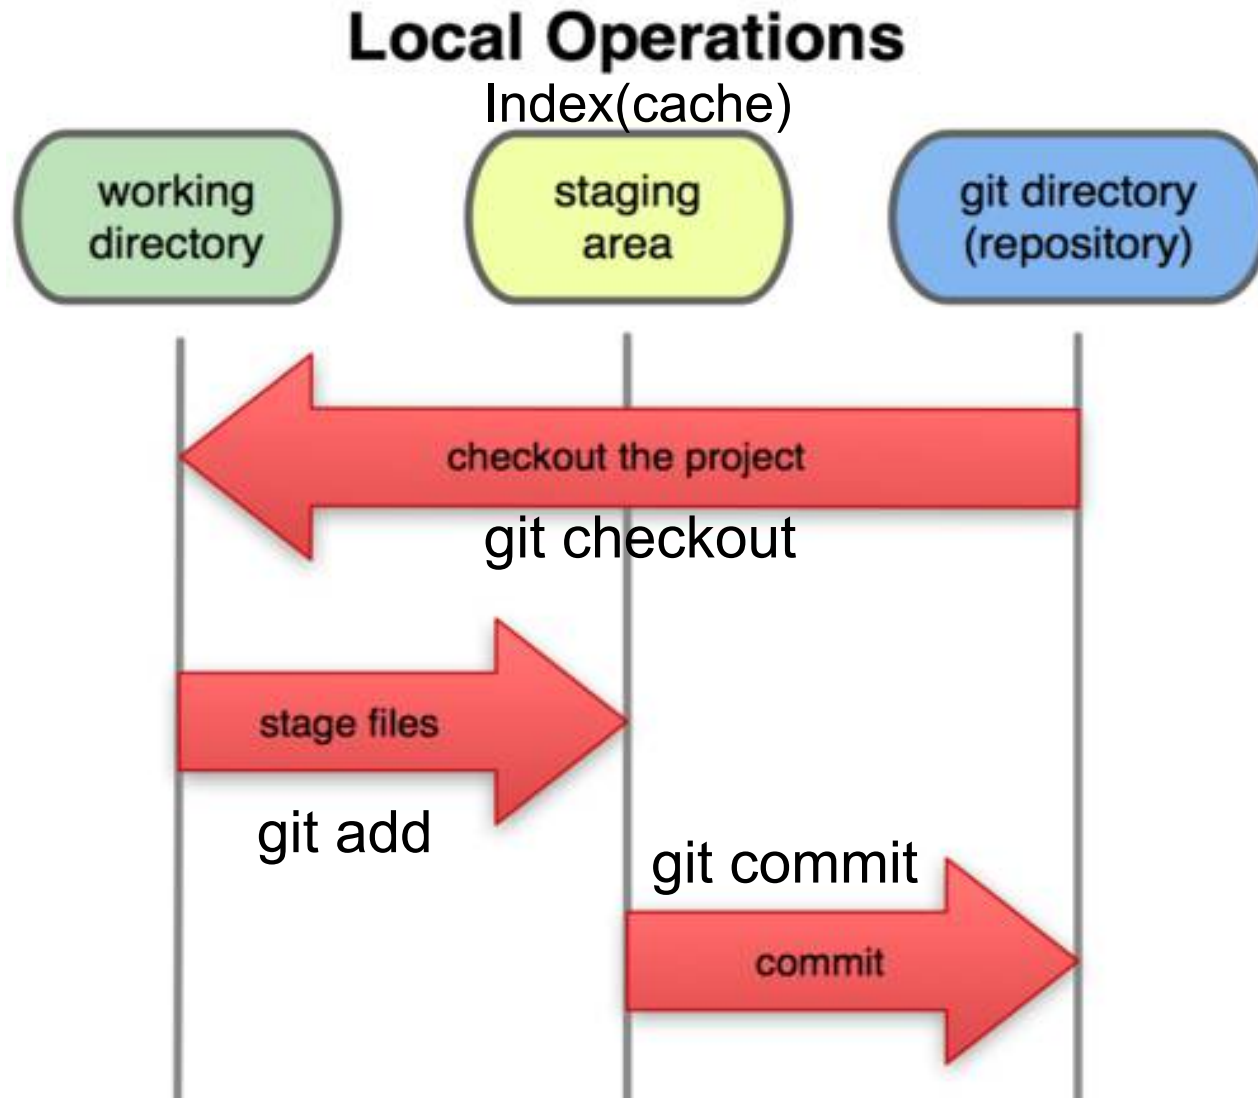 Local Operations
Index(cache)
working
directory
staging
area
git directory
(repository)
checkout the project
git checkout
stage files
git add
git commit
commit